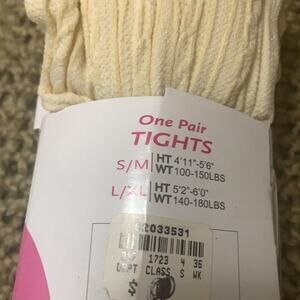 One Pair
TIGHTS
S/M HT 4'11"-5'6"
WT 100-150LBS
L/XL HT 5'2"-6'0"
WT 140-180LBS
2033531
1723 4 36
DEPT CLASS S WK
$